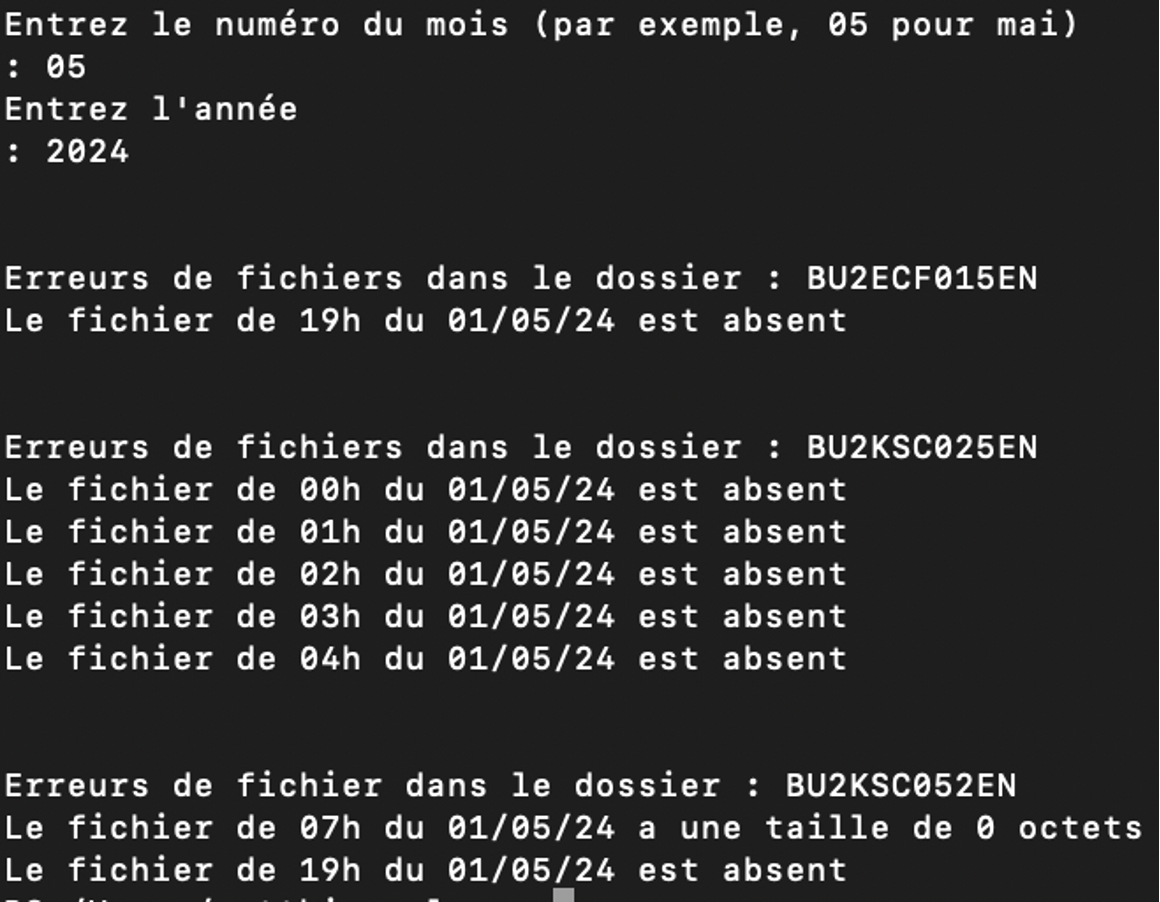 Entrez le numéro du mois (par exemple, 05 pour mai)
: 05
Entrez l'année
: 2024
Erreurs de fichiers dans le dossier : BU2ECF015EN
Le fichier de 19h du 01/05/24 est absent
Erreurs de fichiers dans le dossier : BU2KSC025EN
Le fichier de 00h du 01/05/24 est absent
Le fichier de 01h du 01/05/24 est absent
Le fichier de 02h du 01/05/24 est absent
Le fichier de 03h du 01/05/24 est absent
Le fichier de 04h du 01/05/24 est absent
Erreurs de fichier dans le dossier : BU2KSC052EN
Le fichier de 07h du 01/05/24 a une taille de 0 octets
Le fichier de 19h du 01/05/24 est absent